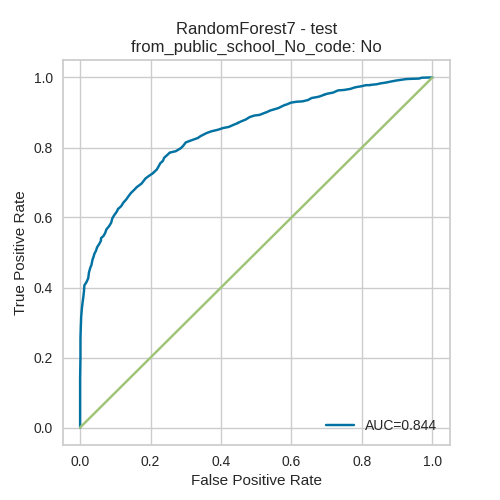 RandomForest7 - test
from_public_school_No_code: No
1.0
0.8
0.6
0.4
0.2
0.0
True Positive Rate
AUC=0.844
0.0 0.2 0.4 0.6 0.8 1.0
False Positive Rate